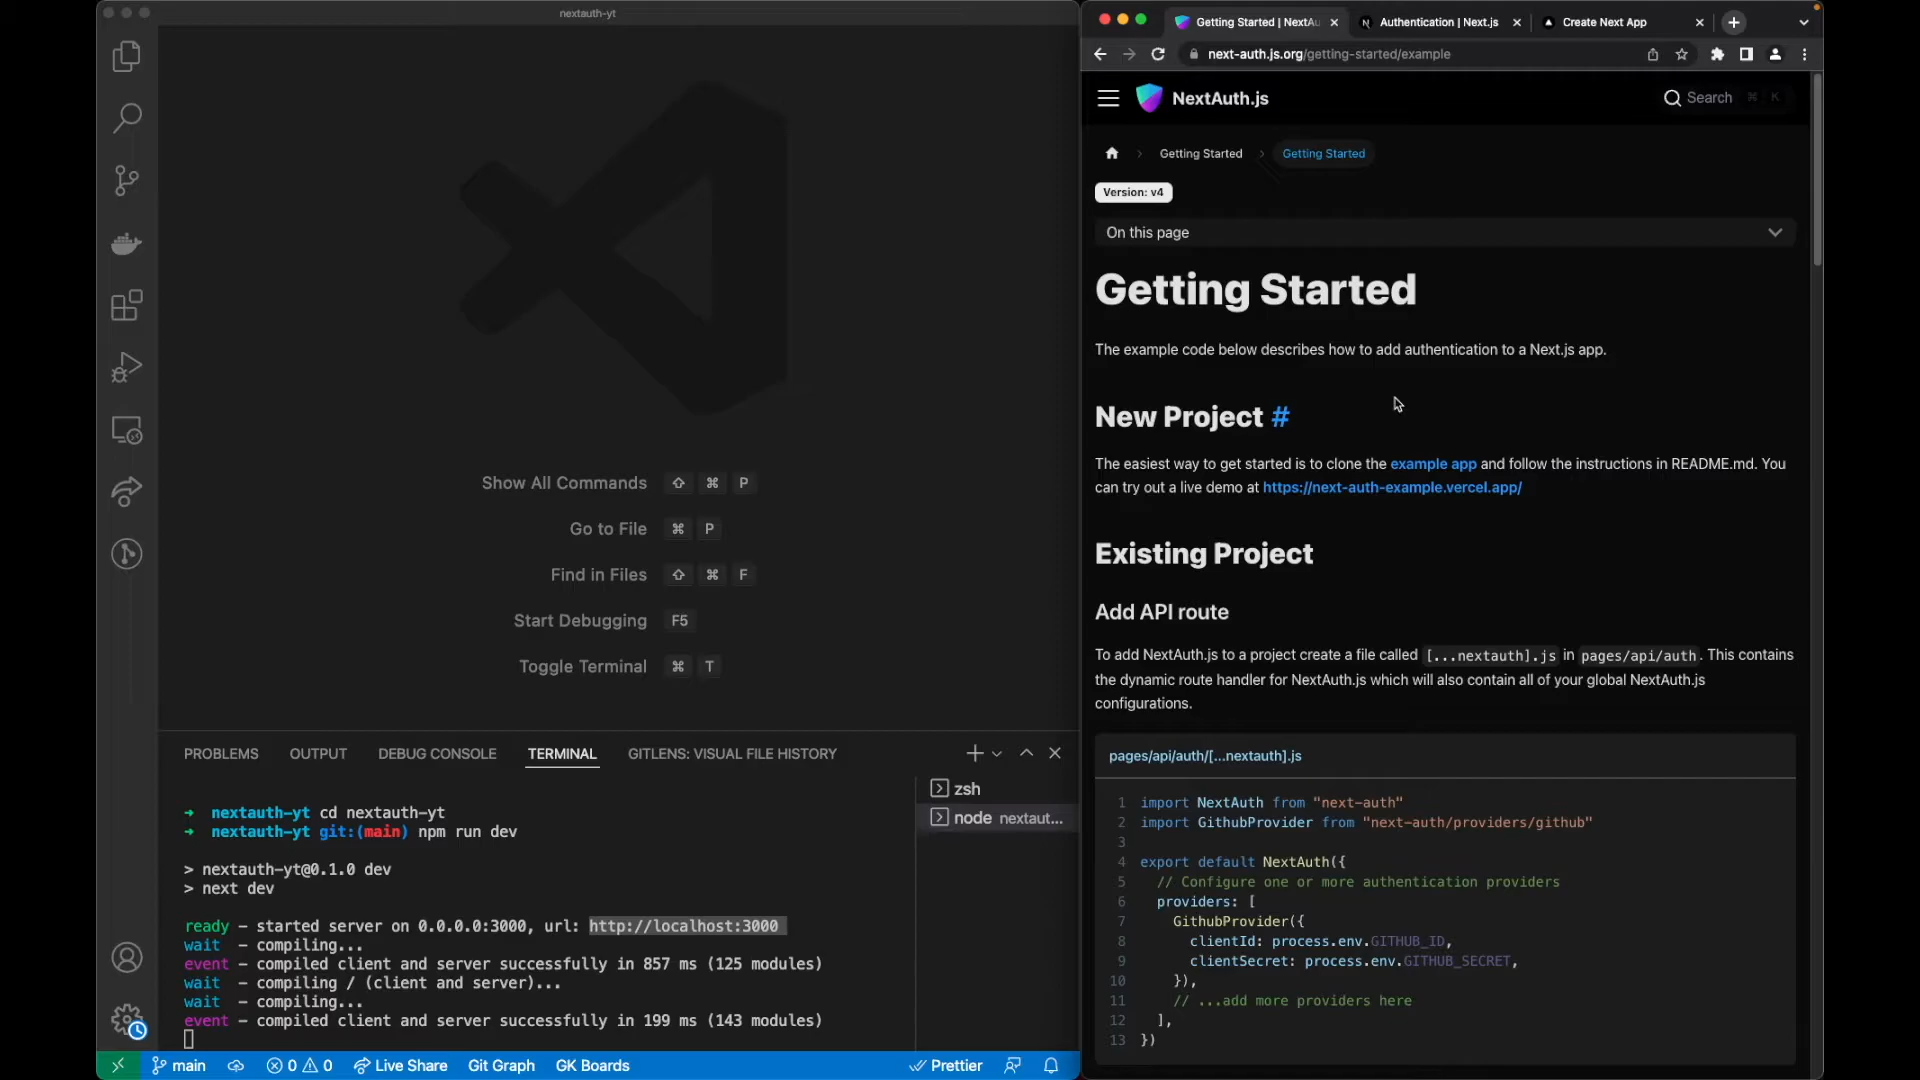 nextauth-yt
Show All Commands ⇧ ⌘ P
Go to File ⌘ P
Find in Files ⇧ ⌘ F
Start Debugging F5
Toggle Terminal ⌘ T
PROBLEMS OUTPUT DEBUG CONSOLE TERMINAL GITLENS: VISUAL FILE HISTORY
→ nextauth-yt cd nextauth-yt
→ nextauth-yt git:(main) npm run dev
> nextauth-yt@0.1.0 dev
> next dev
ready - started server on 0.0.0.0:3000, url: http://localhost:3000
wait - compiling...
event - compiled client and server successfully in 857 ms (125 modules)
wait - compiling / (client and server)...
wait - compiling...
event - compiled client and server successfully in 199 ms (143 modules)
zsh
node nextaut...
main 0 0 Live Share Git Graph GK Boards Prettier
Getting Started | NextAu Authentication | Next.js Create Next App
next-auth.js.org/getting-started/example
NextAuth.js Search ⌘ K
Getting Started > Getting Started
Version: v4
On this page
Getting Started
The example code below describes how to add authentication to a Next.js app.
New Project #
The easiest way to get started is to clone the example app and follow the instructions in README.md. You
can try out a live demo at https://next-auth-example.vercel.app/
Existing Project
Add API route
To add NextAuth.js to a project create a file called [...nextauth].js in pages/api/auth. This contains
the dynamic route handler for NextAuth.js which will also contain all of your global NextAuth.js
configurations.
pages/api/auth/[...nextauth].js
1 import NextAuth from "next-auth"
2 import GithubProvider from "next-auth/providers/github"
3
4 export default NextAuth({
5 // Configure one or more authentication providers
6 providers: [
7 GithubProvider({
8 clientId: process.env.GITHUB_ID,
9 clientSecret: process.env.GITHUB_SECRET,
10 }),
11 // ...add more providers here
12 ],
13 })